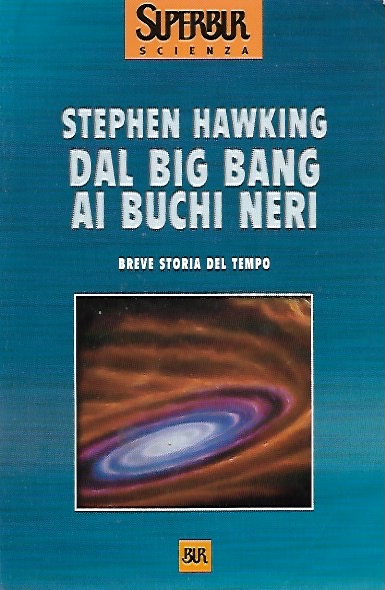 SUPERBUR
SCIENZA
STEPHEN HAWKING
DAL BIG BANG
AI BUCHI NERI
BREVE STORIA DEL TEMPO
BUR